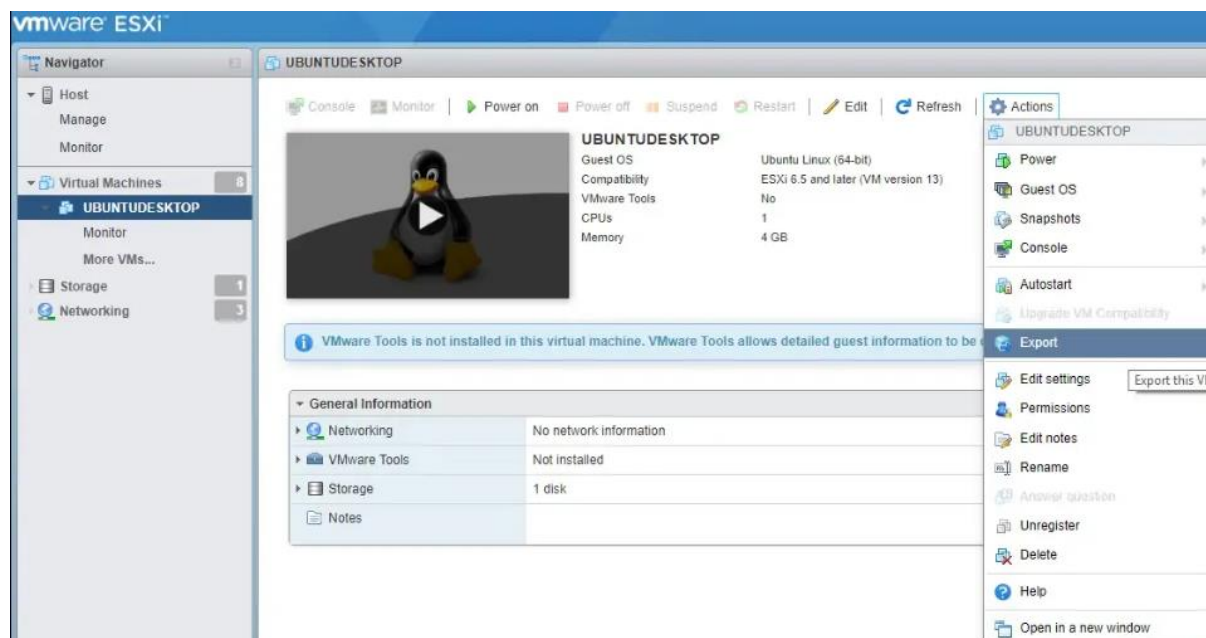 vmware ESXi™
Navigator
Host
Manage
Monitor
Virtual Machines 8
UBUNTUDESKTOP
Monitor
More VMs...
Storage 1
Networking 3
UBUNTUDESKTOP
Console Monitor Power on Power off Suspend Restart Edit Refresh Actions
UBUNTUDESKTOP
Guest OS Ubuntu Linux (64-bit)
Compatibility ESXi 6.5 and later (VM version 13)
VMware Tools No
CPUs 1
Memory 4 GB
VMware Tools is not installed in this virtual machine. VMware Tools allows detailed guest information to be
General Information
Networking No network information
VMware Tools Not installed
Storage 1 disk
Notes
UBUNTUDESKTOP
Power
Guest OS
Snapshots
Console
Autostart
Upgrade VM Compatibility
Export
Edit settings
Export this V
Permissions
Edit notes
Rename
Answer question
Unregister
Delete
Help
Open in a new window